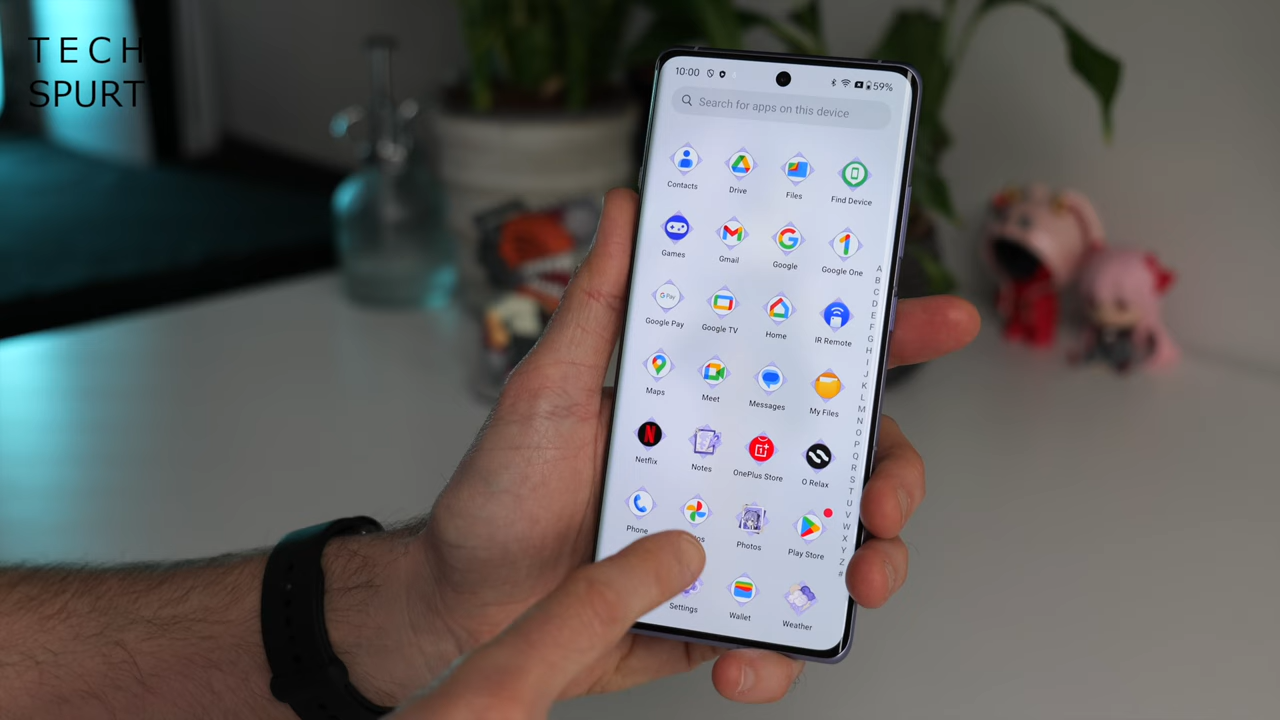 TECH
SPURT
10:00
59%
Search for apps on this device
Contacts
Drive
Files
Find Device
Games
Gmail
Google
Google One
G Pay
Google Pay
Google TV
Home
IR Remote
Maps
Meet
Messages
My Files
Netflix
Notes
OnePlus Store
O Relax
Phone
Photos
Play Store
Settings
Wallet
Weather
A
B
C
D
E
F
G
H
I
J
K
L
M
N
O
P
Q
R
S
T
U
V
W
X
Y
Z
#